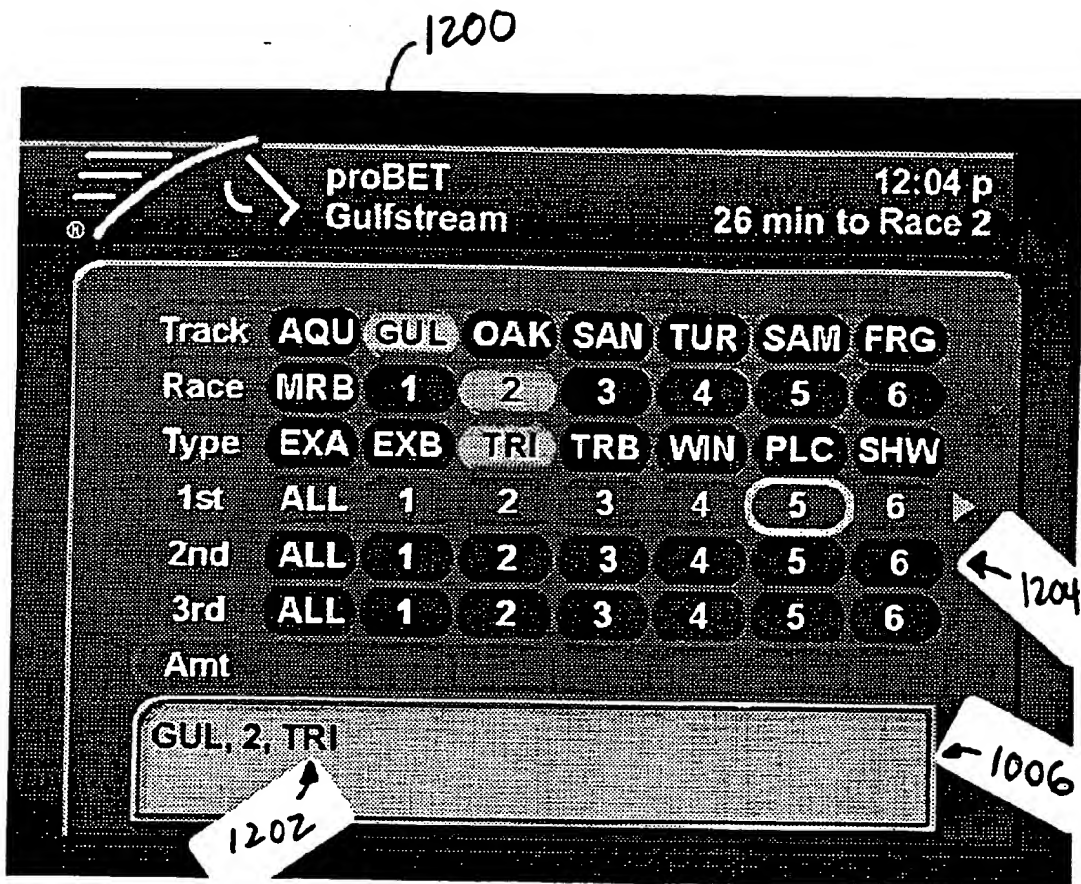 1200
proBET
12:04 p
Gulfstream
26 min to Race 2
®
Track AQU GUL OAK SAN TUR SAM FRG
Race MRB 1 2 3 4 5 6
Type EXA EXB TRI TRB WIN PLC SHW
1st ALL 1 2 3 4 5 6
2nd ALL 1 2 3 4 5 6
1204
3rd ALL 1 2 3 4 5 6
Amt
GUL, 2, TRI
1006
1202